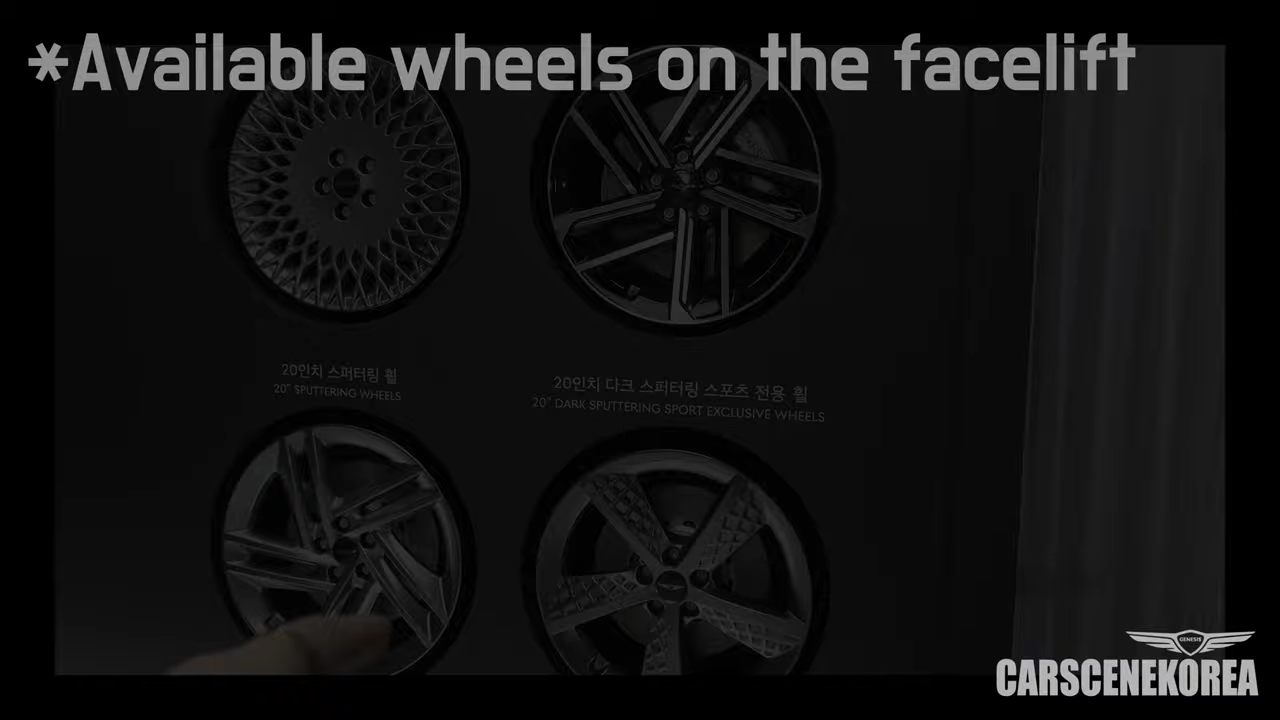 *Available wheels on the facelift
20인치 스퍼터링 휠
20" SPUTTERING WHEELS
20인치 다크 스퍼터링 스포츠 전용 휠
20" DARK SPUTTERING SPORT EXCLUSIVE WHEELS
GENESIS
CARSCENEKOREA